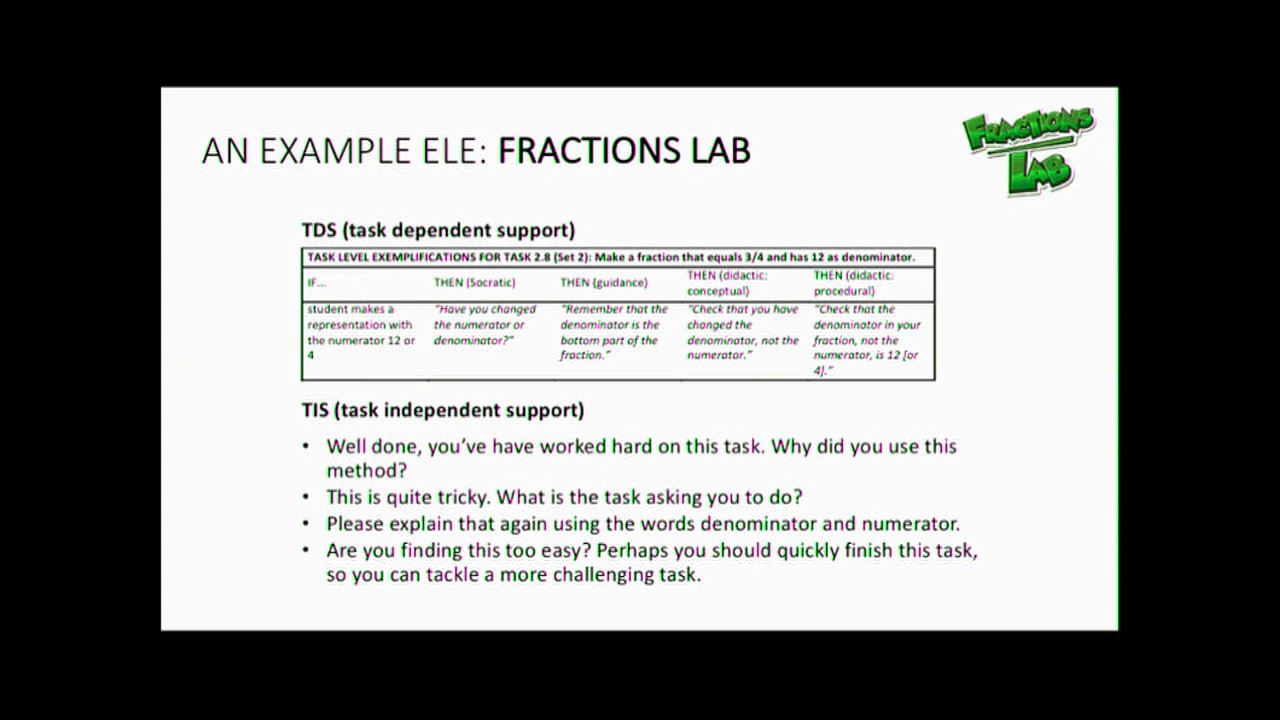 AN EXAMPLE ELE: FRACTIONS LAB
FRACTIONS
LAB
TDS (task dependent support)
TASK LEVEL EXEMPLIFICATIONS FOR TASK 2.8 (Set 2): Make a fraction that equals 3/4 and has 12 as denominator.
IF...
THEN (Socratic)
THEN (guidance)
THEN (didactic:
conceptual)
THEN (didactic:
procedural)
student makes a
representation with
the numerator 12 or
4
"Have you changed
the numerator or
denominator?"
"Remember that the
denominator is the
bottom part of the
fraction."
"Check that you have
changed the
denominator, not the
numerator."
"Check that the
denominator in your
fraction, not the
numerator, is 12 [or
4]."
TIS (task independent support)
• Well done, you've have worked hard on this task. Why did you use this
method?
• This is quite tricky. What is the task asking you to do?
• Please explain that again using the words denominator and numerator.
• Are you finding this too easy? Perhaps you should quickly finish this task,
so you can tackle a more challenging task.